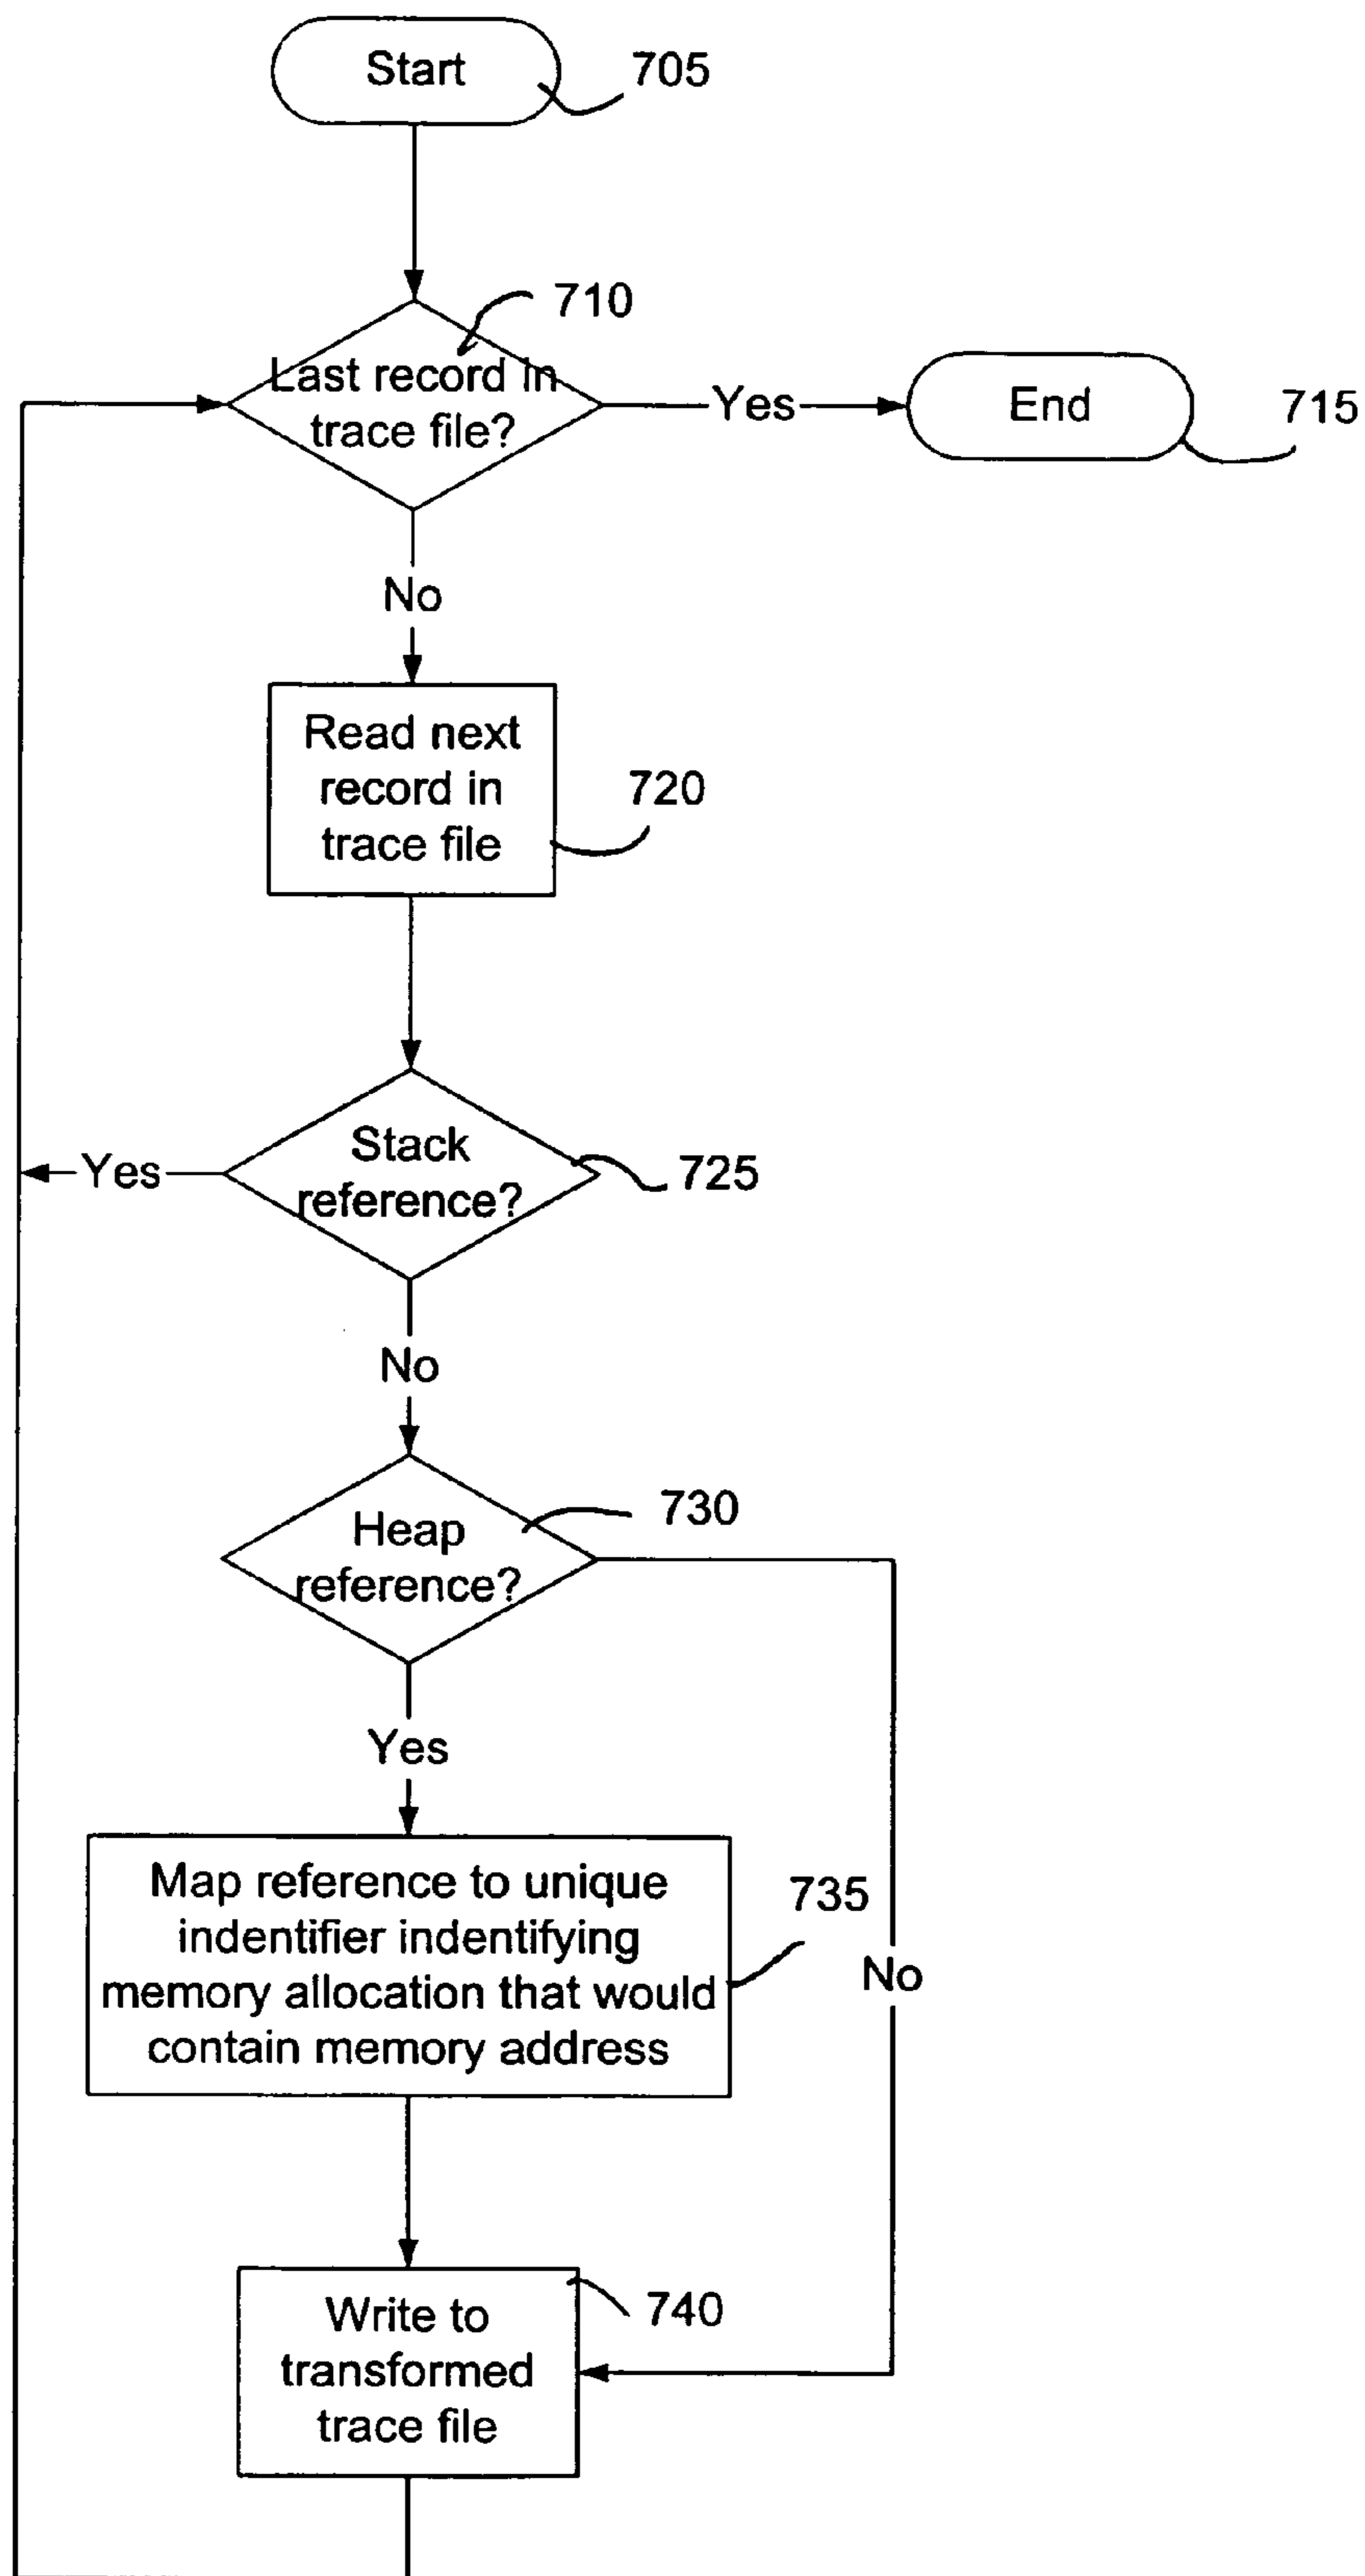 Start
705
710
Last record in
trace file?
Yes
End
715
No
Read next
record in
trace file
720
Stack
reference?
725
Yes
No
Heap
reference?
730
Yes
No
Map reference to unique
indentifier indentifying
memory allocation that would
contain memory address
735
Write to
transformed
trace file
740